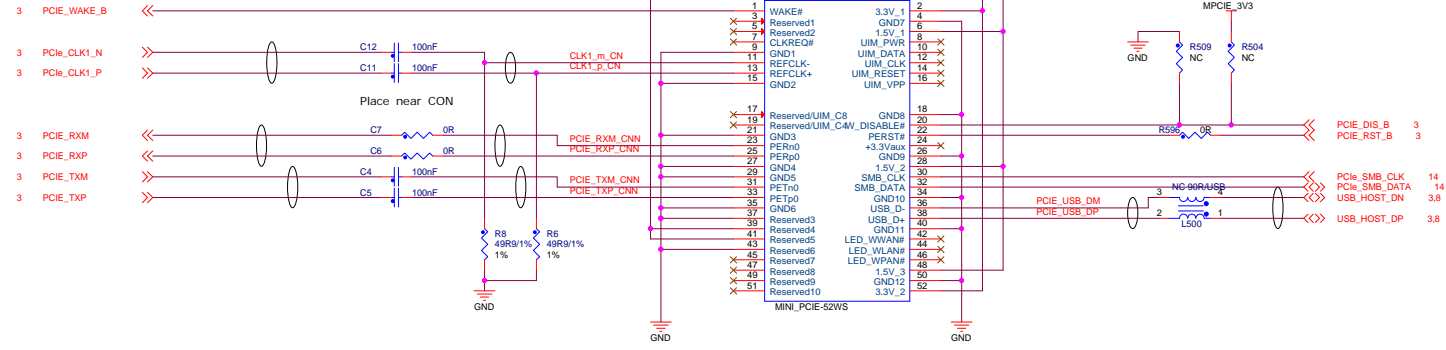 3 PCIE_WAKE_B
3 PCIe_CLK1_N
3 PCIe_CLK1_P
C12 100nF
C11 100nF
CLK1_m_CN
CLK1_p_CN
Place near CON
3 PCIE_RXM
3 PCIE_RXP
3 PCIE_TXM
3 PCIE_TXP
C7 0R
C6 0R
C4 100nF
C5 100nF
PCIE_RXM_CNN
PCIE_RXP_CNN
PCIE_TXM_CNN
PCIE_TXP_CNN
R8
49R9/1%
1%
R6
49R9/1%
1%
GND
GND
1 WAKE#
3 Reserved1
5 Reserved2
7 CLKREQ#
9 GND1
11 REFCLK-
13 REFCLK+
15 GND2
17 Reserved/UIM_C8
19 Reserved/UIM_C4
21 GND3
23 PERn0
25 PERp0
27 GND4
29 GND5
31 PETn0
33 PETp0
35 GND6
37 Reserved3
39 Reserved4
41 Reserved5
43 Reserved6
45 Reserved7
47 Reserved8
49 Reserved9
51 Reserved10
3.3V_1 2
GND7 4
1.5V_1 6
UIM_PWR 8
UIM_DATA 10
UIM_CLK 12
UIM_RESET 14
UIM_VPP 16
GND8 18
W_DISABLE# 20
PERST# 22
+3.3Vaux 24
GND9 26
1.5V_2 28
SMB_CLK 30
SMB_DATA 32
GND10 34
USB_D- 36
USB_D+ 38
GND11 40
LED_WWAN# 42
LED_WLAN# 44
LED_WPAN# 46
1.5V_3 48
GND12 50
3.3V_2 52
MINI_PCIE-52WS
GND
MPCIE_3V3
GND
R509
NC
R504
NC
R596 0R
PCIE_DIS_B 3
PCIE_RST_B 3
PCIe_SMB_CLK 14
PCIe_SMB_DATA 14
USB_HOST_DN 3,8
USB_HOST_DP 3,8
PCIE_USB_DM
PCIE_USB_DP
NC 90R/USB
3 4
2 1
L500